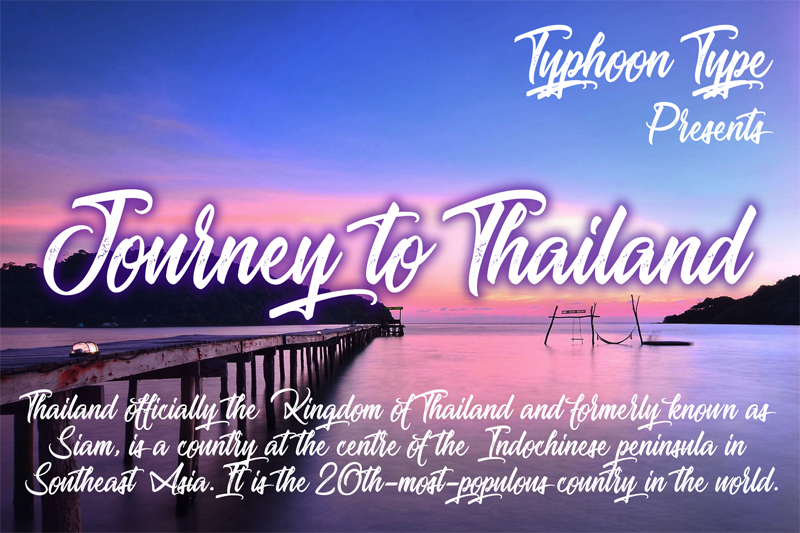 Typhoon Type
Presents
Journey to Thailand
Thailand officially the Kingdom of Thailand and formerly known as
Siam, is a country at the centre of the Indochinese peninsula in
Southeast Asia. It is the 20th-most-populous country in the world.